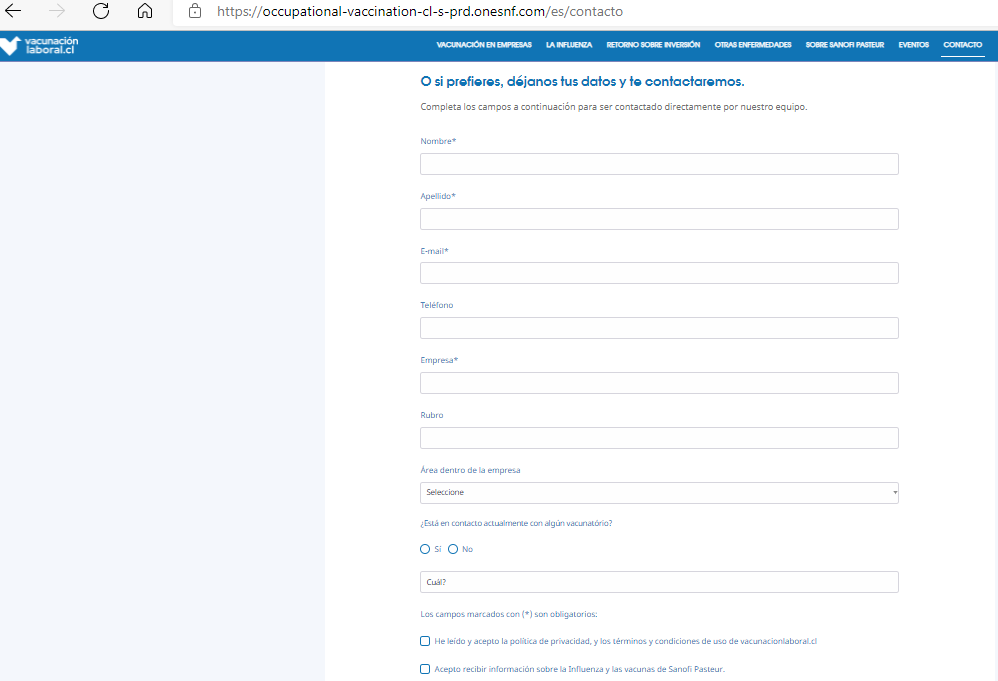 https://occupational-vaccination-cl-s-prd.onesnf.com/es/contacto
vacunación
laboral.cl
VACUNACIÓN EN EMPRESAS LA INFLUENZA RETORNO SOBRE INVERSIÓN OTRAS ENFERMEDADES SOBRE SANOFI PASTEUR EVENTOS CONTACTO
O si prefieres, déjanos tus datos y te contactaremos.
Completa los campos a continuación para ser contactado directamente por nuestro equipo.
Nombre*
Apellido*
E-mail*
Teléfono
Empresa*
Rubro
Área dentro de la empresa
Seleccione
¿Está en contacto actualmente con algún vacunatório?
Sí No
Cuál?
Los campos marcados con (*) son obligatorios:
He leído y acepto la política de privacidad, y los términos y condiciones de uso de vacunacionlaboral.cl
Acepto recibir información sobre la Influenza y las vacunas de Sanofi Pasteur.